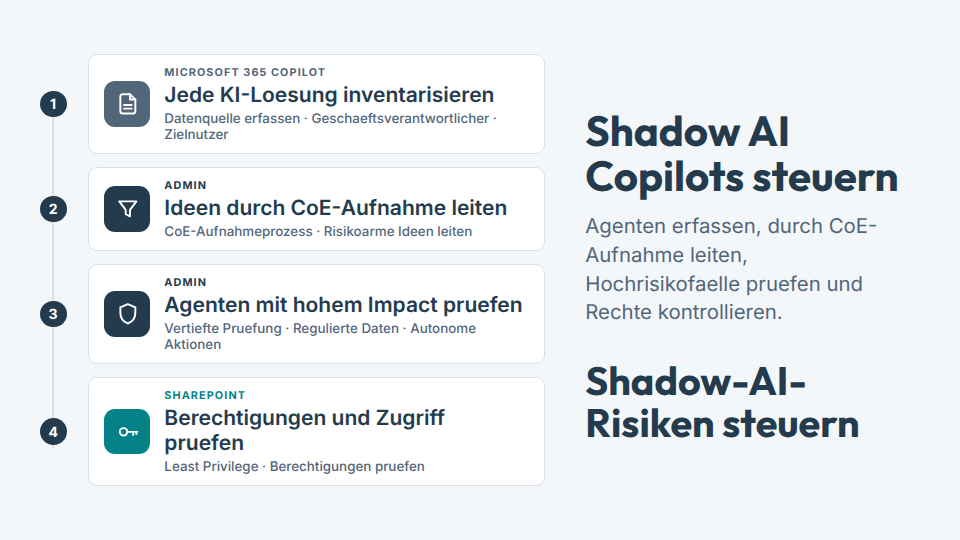 1
MICROSOFT 365 COPILOT
Jede KI-Loesung inventarisieren
Datenquelle erfassen · Geschaeftsverantwortlicher ·
Zielnutzer
2
ADMIN
Ideen durch CoE-Aufnahme leiten
CoE-Aufnahmeprozess · Risikoarme Ideen leiten
3
ADMIN
Agenten mit hohem Impact pruefen
Vertiefte Pruefung · Regulierte Daten · Autonome
Aktionen
4
SHAREPOINT
Berechtigungen und Zugriff
pruefen
Least Privilege · Berechtigungen pruefen
Shadow AI
Copilots steuern
Agenten erfassen, durch CoE-
Aufnahme leiten,
Hochrisikofaelle pruefen und
Rechte kontrollieren.
Shadow-AI-
Risiken steuern